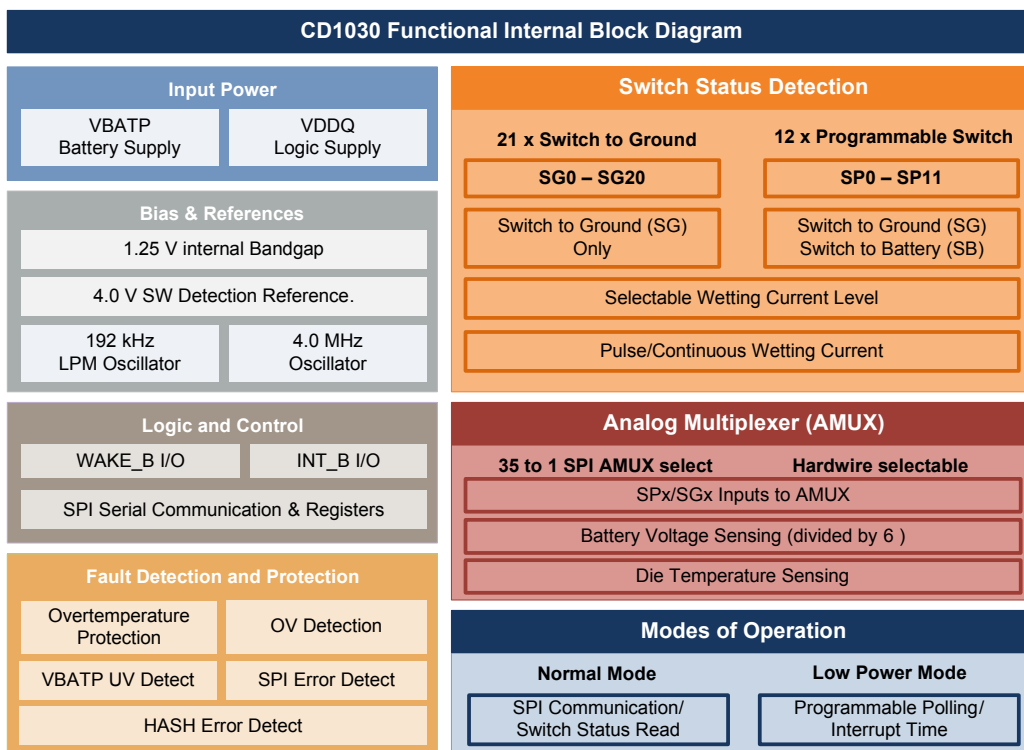 CD1030 Functional Internal Block Diagram
Input Power
VBATP
Battery Supply
VDDQ
Logic Supply
Bias & References
1.25 V internal Bandgap
4.0 V SW Detection Reference.
192 kHz
LPM Oscillator
4.0 MHz
Oscillator
Logic and Control
WAKE_B I/O
INT_B I/O
SPI Serial Communication & Registers
Fault Detection and Protection
Overtemperature
Protection
OV Detection
VBATP UV Detect
SPI Error Detect
HASH Error Detect
Switch Status Detection
21 x Switch to Ground
12 x Programmable Switch
SG0 – SG20
SP0 – SP11
Switch to Ground (SG)
Only
Switch to Ground (SG)
Switch to Battery (SB)
Selectable Wetting Current Level
Pulse/Continuous Wetting Current
Analog Multiplexer (AMUX)
35 to 1 SPI AMUX select
Hardwire selectable
SPx/SGx Inputs to AMUX
Battery Voltage Sensing (divided by 6 )
Die Temperature Sensing
Modes of Operation
Normal Mode
Low Power Mode
SPI Communication/
Switch Status Read
Programmable Polling/
Interrupt Time